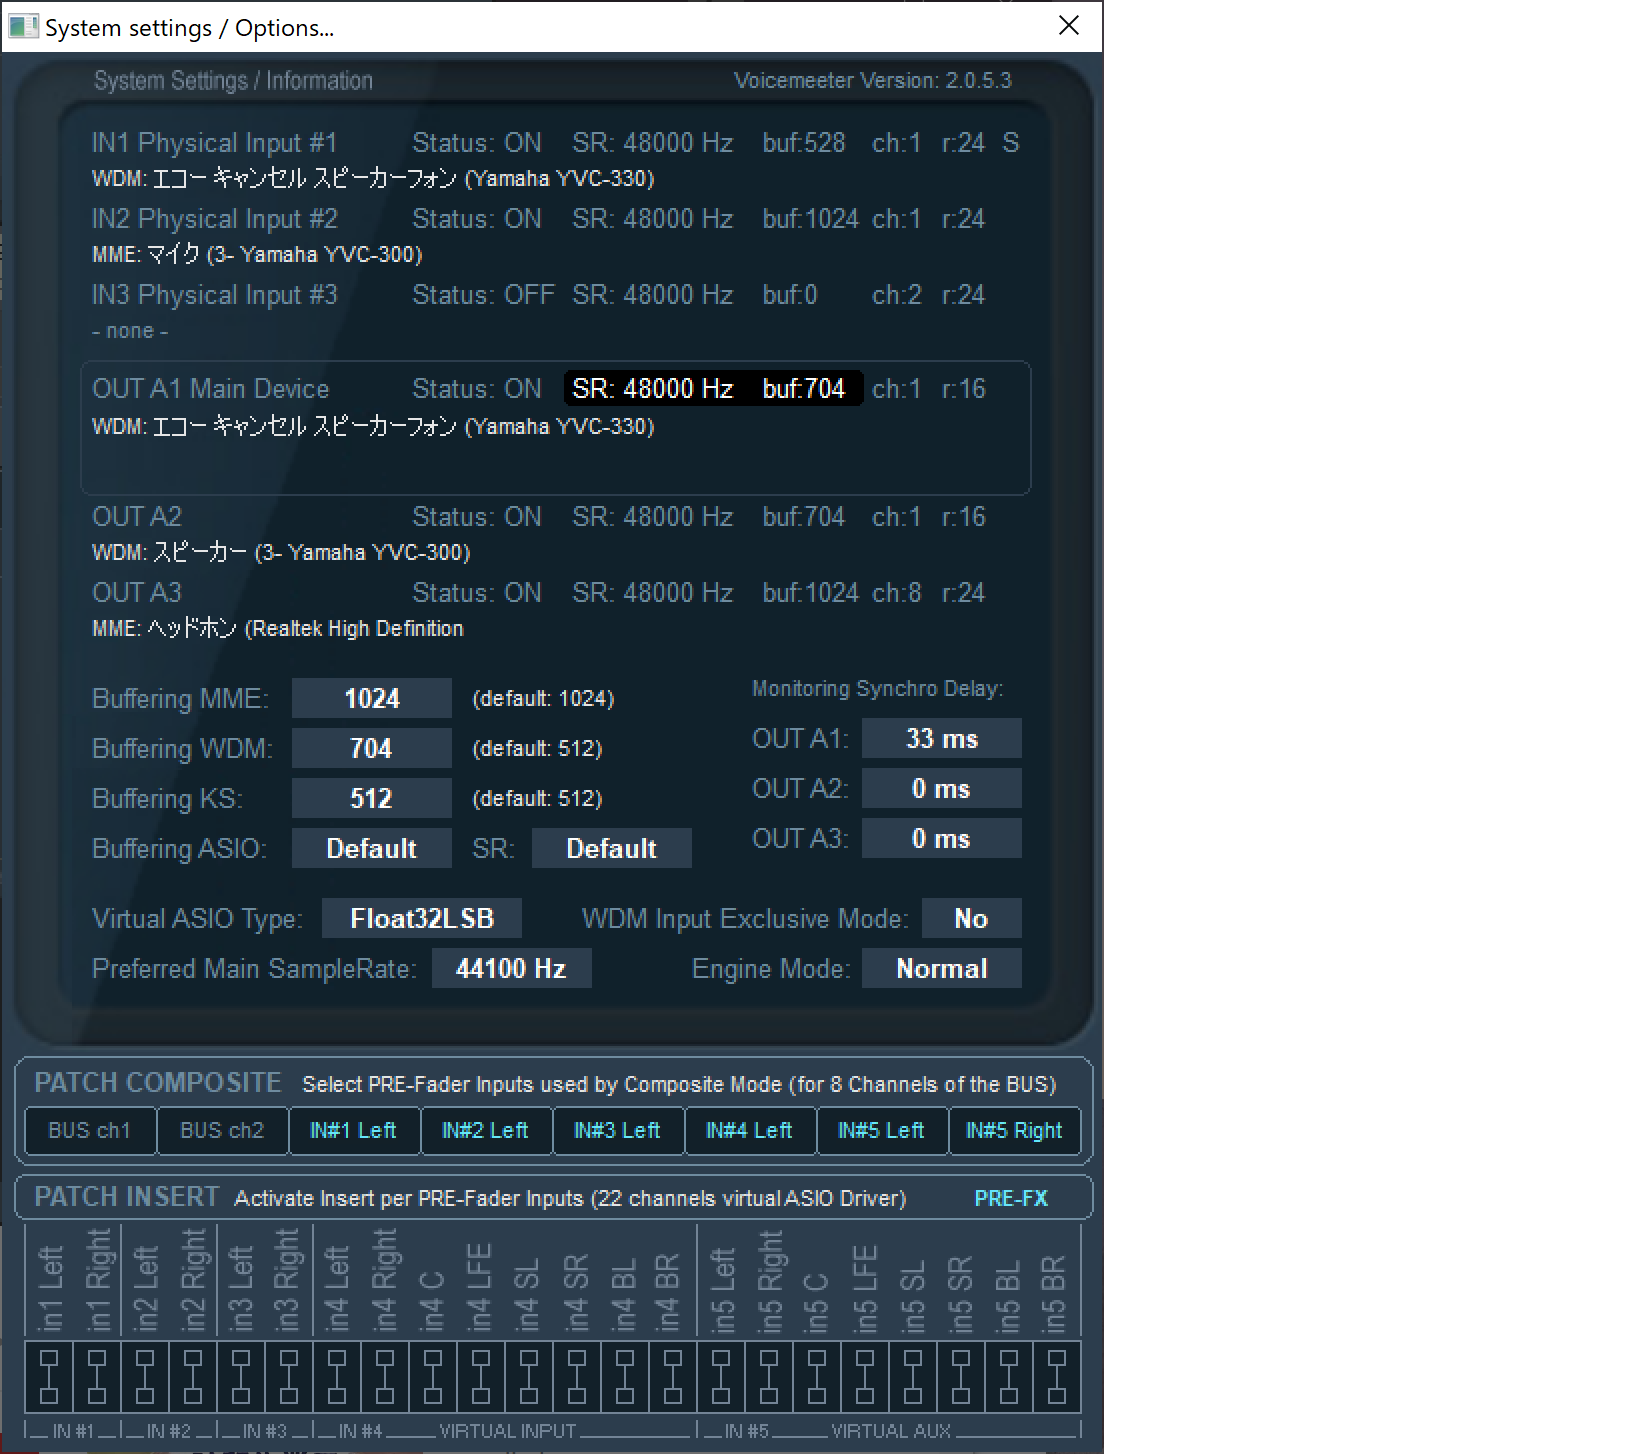 System settings / Options...
System Settings / Information Voicemeeter Version: 2.0.5.3
IN1 Physical Input #1 Status: ON SR: 48000 Hz buf:528 ch:1 r:24 S
WDM: エコー キャンセル スピーカーフォン (Yamaha YVC-330)
IN2 Physical Input #2 Status: ON SR: 48000 Hz buf:1024 ch:1 r:24
MME: マイク (3- Yamaha YVC-300)
IN3 Physical Input #3 Status: OFF SR: 48000 Hz buf:0 ch:2 r:24
- none -
OUT A1 Main Device Status: ON SR: 48000 Hz buf:704 ch:1 r:16
WDM: エコー キャンセル スピーカーフォン (Yamaha YVC-330)
OUT A2 Status: ON SR: 48000 Hz buf:704 ch:1 r:16
WDM: スピーカー (3- Yamaha YVC-300)
OUT A3 Status: ON SR: 48000 Hz buf:1024 ch:8 r:24
MME: ヘッドホン (Realtek High Definition
Buffering MME: 1024 (default: 1024)
Buffering WDM: 704 (default: 512)
Buffering KS: 512 (default: 512)
Buffering ASIO: Default SR: Default
Monitoring Synchro Delay:
OUT A1: 33 ms
OUT A2: 0 ms
OUT A3: 0 ms
Virtual ASIO Type: Float32LSB WDM Input Exclusive Mode: No
Preferred Main SampleRate: 44100 Hz Engine Mode: Normal
PATCH COMPOSITE Select PRE-Fader Inputs used by Composite Mode (for 8 Channels of the BUS)
BUS ch1 BUS ch2 IN#1 Left IN#2 Left IN#3 Left IN#4 Left IN#5 Left IN#5 Right
PATCH INSERT Activate Insert per PRE-Fader Inputs (22 channels virtual ASIO Driver) PRE-FX
in1 Left in1 Right in2 Left in2 Right in3 Left in3 Right in4 Left in4 Right in4 C in4 LFE in4 SL in4 SR in4 BL in4 BR in5 Left in5 Right in5 C in5 LFE in5 SL in5 SR in5 BL in5 BR
IN #1 IN #2 IN #3 IN #4 VIRTUAL INPUT IN #5 VIRTUAL AUX